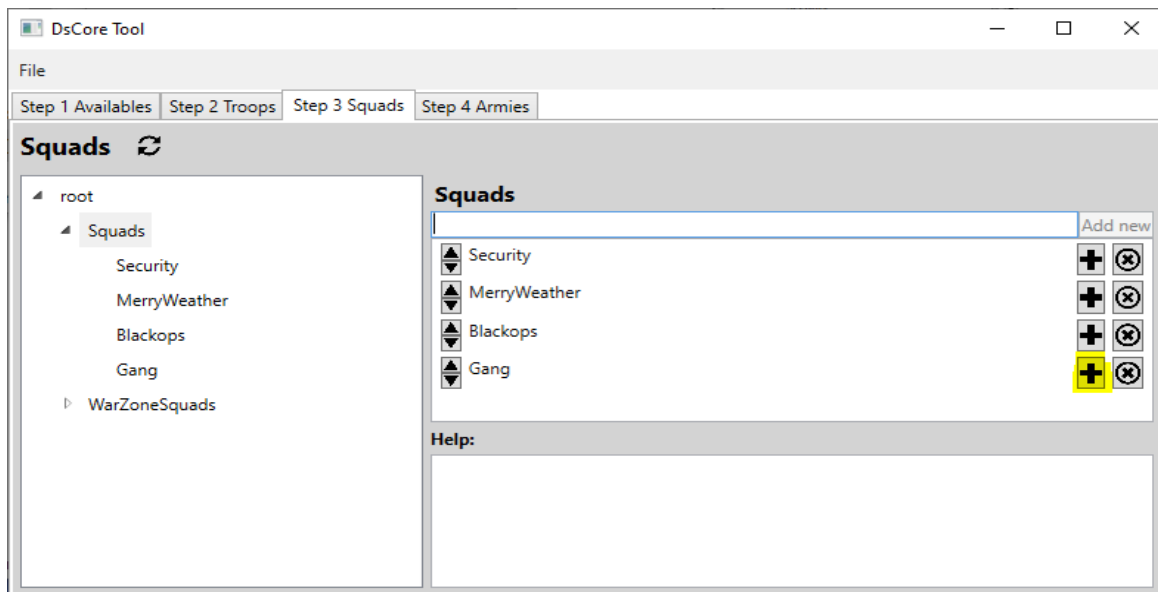 DsCore Tool
File
Step 1 Availables Step 2 Troops Step 3 Squads Step 4 Armies
Squads
root
Squads
Security
MerryWeather
Blackops
Gang
WarZoneSquads
Squads
Add new
Security
MerryWeather
Blackops
Gang
Help: